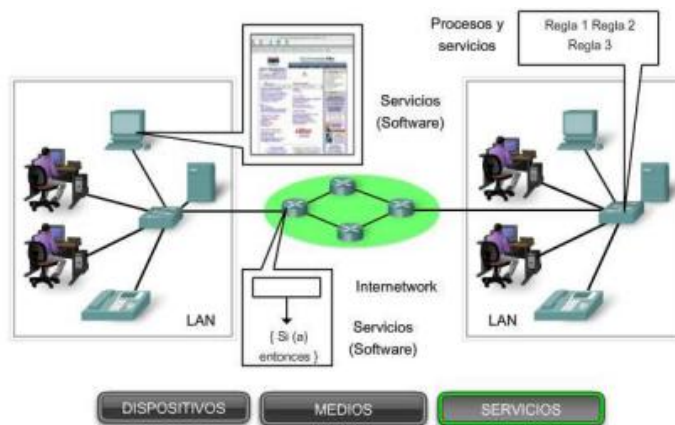 Procesos y
servicios
Regla 1 Regla 2
Regla 3
Servicios
(Software)
LAN
Internetwork
{ Si (a)
entonces }
Servicios
(Software)
LAN
DISPOSITIVOS
MEDIOS
SERVICIOS